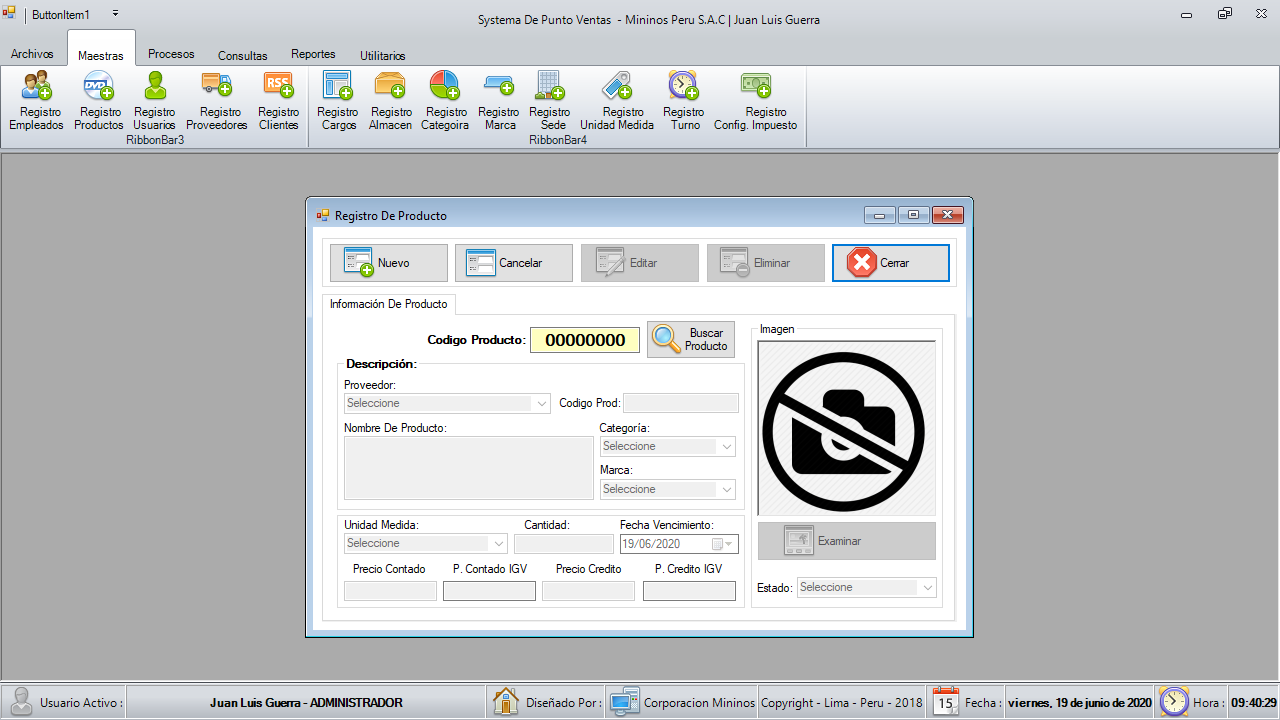 ButtonItem1
Systema De Punto Ventas - Mininos Peru S.A.C | Juan Luis Guerra
Archivos Maestras Procesos Consultas Reportes Utilitarios
DVD RSS
Registro Empleados
Registro Productos
Registro Usuarios
Registro Proveedores
Registro Clientes
RibbonBar3
Registro Cargos
Registro Almacen
Registro Categoira
Registro Marca
Registro Sede
Registro Unidad Medida
Registro Turno
Registro Config. Impuesto
RibbonBar4
Registro De Producto
Nuevo Cancelar Editar Eliminar Cerrar
Información De Producto
Codigo Producto: 00000000
Buscar Producto
Descripción:
Proveedor:
Seleccione
Codigo Prod:
Nombre De Producto:
Categoría:
Seleccione
Marca:
Seleccione
Unidad Medida: Cantidad: Fecha Vencimiento:
Seleccione 19/06/2020
Precio Contado P. Contado IGV Precio Credito P. Credito IGV
Imagen
Examinar
Estado: Seleccione
Usuario Activo : Juan Luis Guerra - ADMINISTRADOR Diseñado Por : Corporacion Mininos Copyright - Lima - Peru - 2018 15 Fecha : viernes, 19 de junio de 2020 Hora : 09:40:29